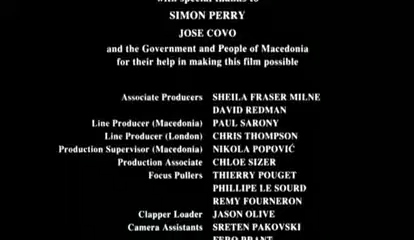 with special thanks to
SIMON PERRY
JOSE COVO
and the Government and People of Macedonia
for their help in making this film possible
Associate Producers SHEILA FRASER MILNE
DAVID REDMAN
Line Producer (Macedonia) PAUL SARONY
Line Producer (London) CHRIS THOMPSON
Production Supervisor (Macedonia) NIKOLA POPOVIĆ
Production Associate CHLOE SIZER
Focus Pullers THIERRY POUGET
PHILLIPE LE SOURD
REMY FOURNERON
Clapper Loader JASON OLIVE
Camera Assistants SRETEN PAKOVSKI
FERO BRANT